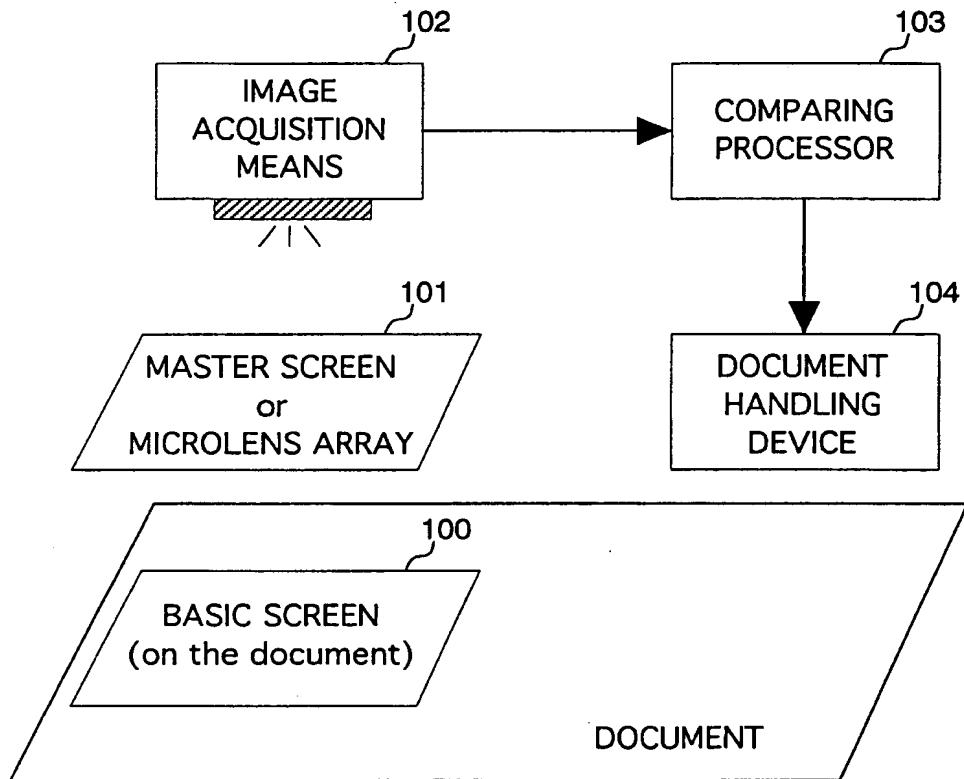 102
IMAGE
ACQUISITION
MEANS
103
COMPARING
PROCESSOR
101
MASTER SCREEN
or
MICROLENS ARRAY
104
DOCUMENT
HANDLING
DEVICE
100
BASIC SCREEN
(on the document)
DOCUMENT